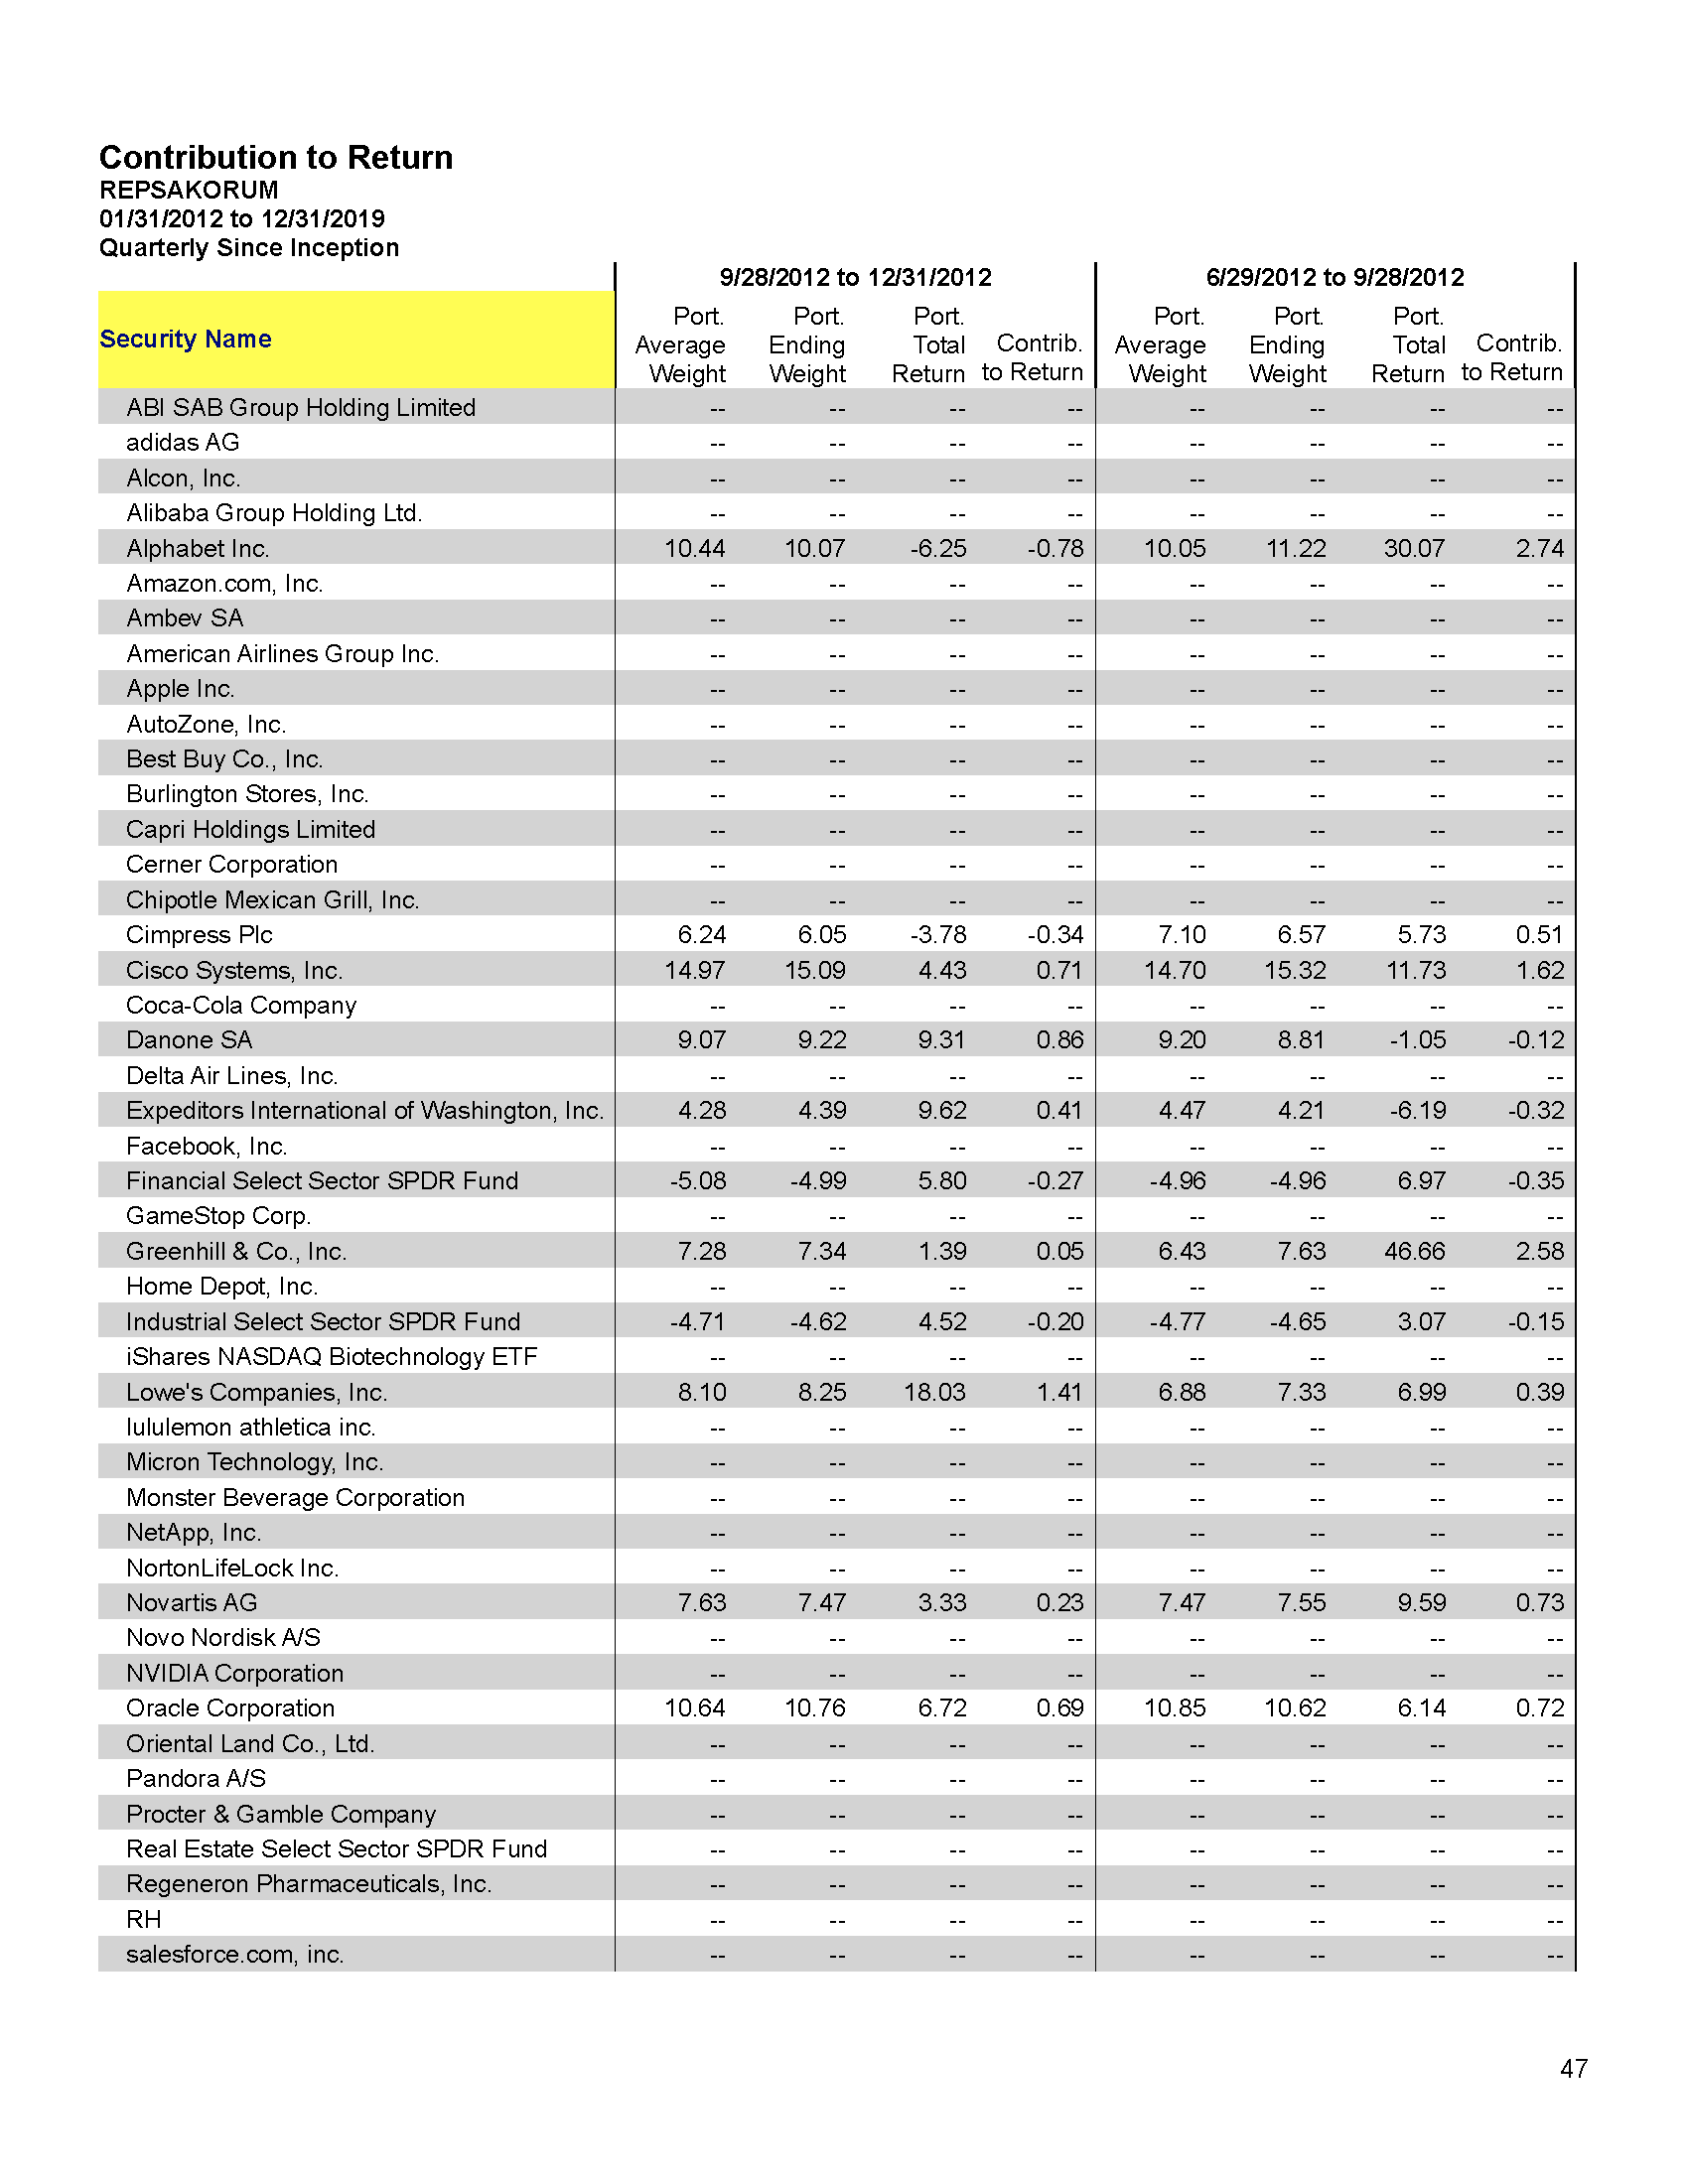 Contribution to Return
REPSAKORUM
01/31/2012 to 12/31/2019
Quarterly Since Inception
9/28/2012 to 12/31/2012 6/29/2012 to 9/28/2012
Security Name Port. Average Weight Port. Ending Weight Port. Total Return Contrib. to Return Port. Average Weight Port. Ending Weight Port. Total Return Contrib. to Return
ABI SAB Group Holding Limited -- -- -- -- -- -- -- --
adidas AG -- -- -- -- -- -- -- --
Alcon, Inc. -- -- -- -- -- -- -- --
Alibaba Group Holding Ltd. -- -- -- -- -- -- -- --
Alphabet Inc. 10.44 10.07 -6.25 -0.78 10.05 11.22 30.07 2.74
Amazon.com, Inc. -- -- -- -- -- -- -- --
Ambev SA -- -- -- -- -- -- -- --
American Airlines Group Inc. -- -- -- -- -- -- -- --
Apple Inc. -- -- -- -- -- -- -- --
AutoZone, Inc. -- -- -- -- -- -- -- --
Best Buy Co., Inc. -- -- -- -- -- -- -- --
Burlington Stores, Inc. -- -- -- -- -- -- -- --
Capri Holdings Limited -- -- -- -- -- -- -- --
Cerner Corporation -- -- -- -- -- -- -- --
Chipotle Mexican Grill, Inc. -- -- -- -- -- -- -- --
Cimpress Plc 6.24 6.05 -3.78 -0.34 7.10 6.57 5.73 0.51
Cisco Systems, Inc. 14.97 15.09 4.43 0.71 14.70 15.32 11.73 1.62
Coca-Cola Company -- -- -- -- -- -- -- --
Danone SA 9.07 9.22 9.31 0.86 9.20 8.81 -1.05 -0.12
Delta Air Lines, Inc. -- -- -- -- -- -- -- --
Expeditors International of Washington, Inc. 4.28 4.39 9.62 0.41 4.47 4.21 -6.19 -0.32
Facebook, Inc. -- -- -- -- -- -- -- --
Financial Select Sector SPDR Fund -5.08 -4.99 5.80 -0.27 -4.96 -4.96 6.97 -0.35
GameStop Corp. -- -- -- -- -- -- -- --
Greenhill & Co., Inc. 7.28 7.34 1.39 0.05 6.43 7.63 46.66 2.58
Home Depot, Inc. -- -- -- -- -- -- -- --
Industrial Select Sector SPDR Fund -4.71 -4.62 4.52 -0.20 -4.77 -4.65 3.07 -0.15
iShares NASDAQ Biotechnology ETF -- -- -- -- -- -- -- --
Lowe's Companies, Inc. 8.10 8.25 18.03 1.41 6.88 7.33 6.99 0.39
lululemon athletica inc. -- -- -- -- -- -- -- --
Micron Technology, Inc. -- -- -- -- -- -- -- --
Monster Beverage Corporation -- -- -- -- -- -- -- --
NetApp, Inc. -- -- -- -- -- -- -- --
NortonLifeLock Inc. -- -- -- -- -- -- -- --
Novartis AG 7.63 7.47 3.33 0.23 7.47 7.55 9.59 0.73
Novo Nordisk A/S -- -- -- -- -- -- -- --
NVIDIA Corporation -- -- -- -- -- -- -- --
Oracle Corporation 10.64 10.76 6.72 0.69 10.85 10.62 6.14 0.72
Oriental Land Co., Ltd. -- -- -- -- -- -- -- --
Pandora A/S -- -- -- -- -- -- -- --
Procter & Gamble Company -- -- -- -- -- -- -- --
Real Estate Select Sector SPDR Fund -- -- -- -- -- -- -- --
Regeneron Pharmaceuticals, Inc. -- -- -- -- -- -- -- --
RH -- -- -- -- -- -- -- --
salesforce.com, inc. -- -- -- -- -- -- -- --
47